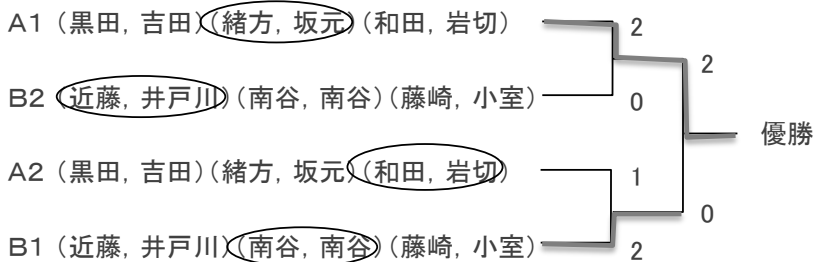 A1（黒田，吉田）（緒方，坂元）（和田，岩切） 2
2
B2（近藤，井戸川）（南谷，南谷）（藤崎，小室） 0
優勝
A2（黒田，吉田）（緒方，坂元）（和田，岩切） 1
0
B1（近藤，井戸川）（南谷，南谷）（藤崎，小室） 2